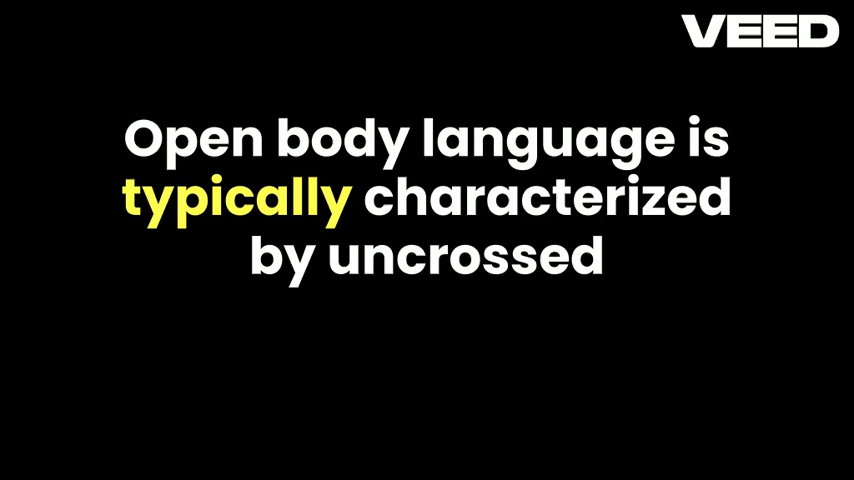 VEED
Open body language is
typically characterized
by uncrossed